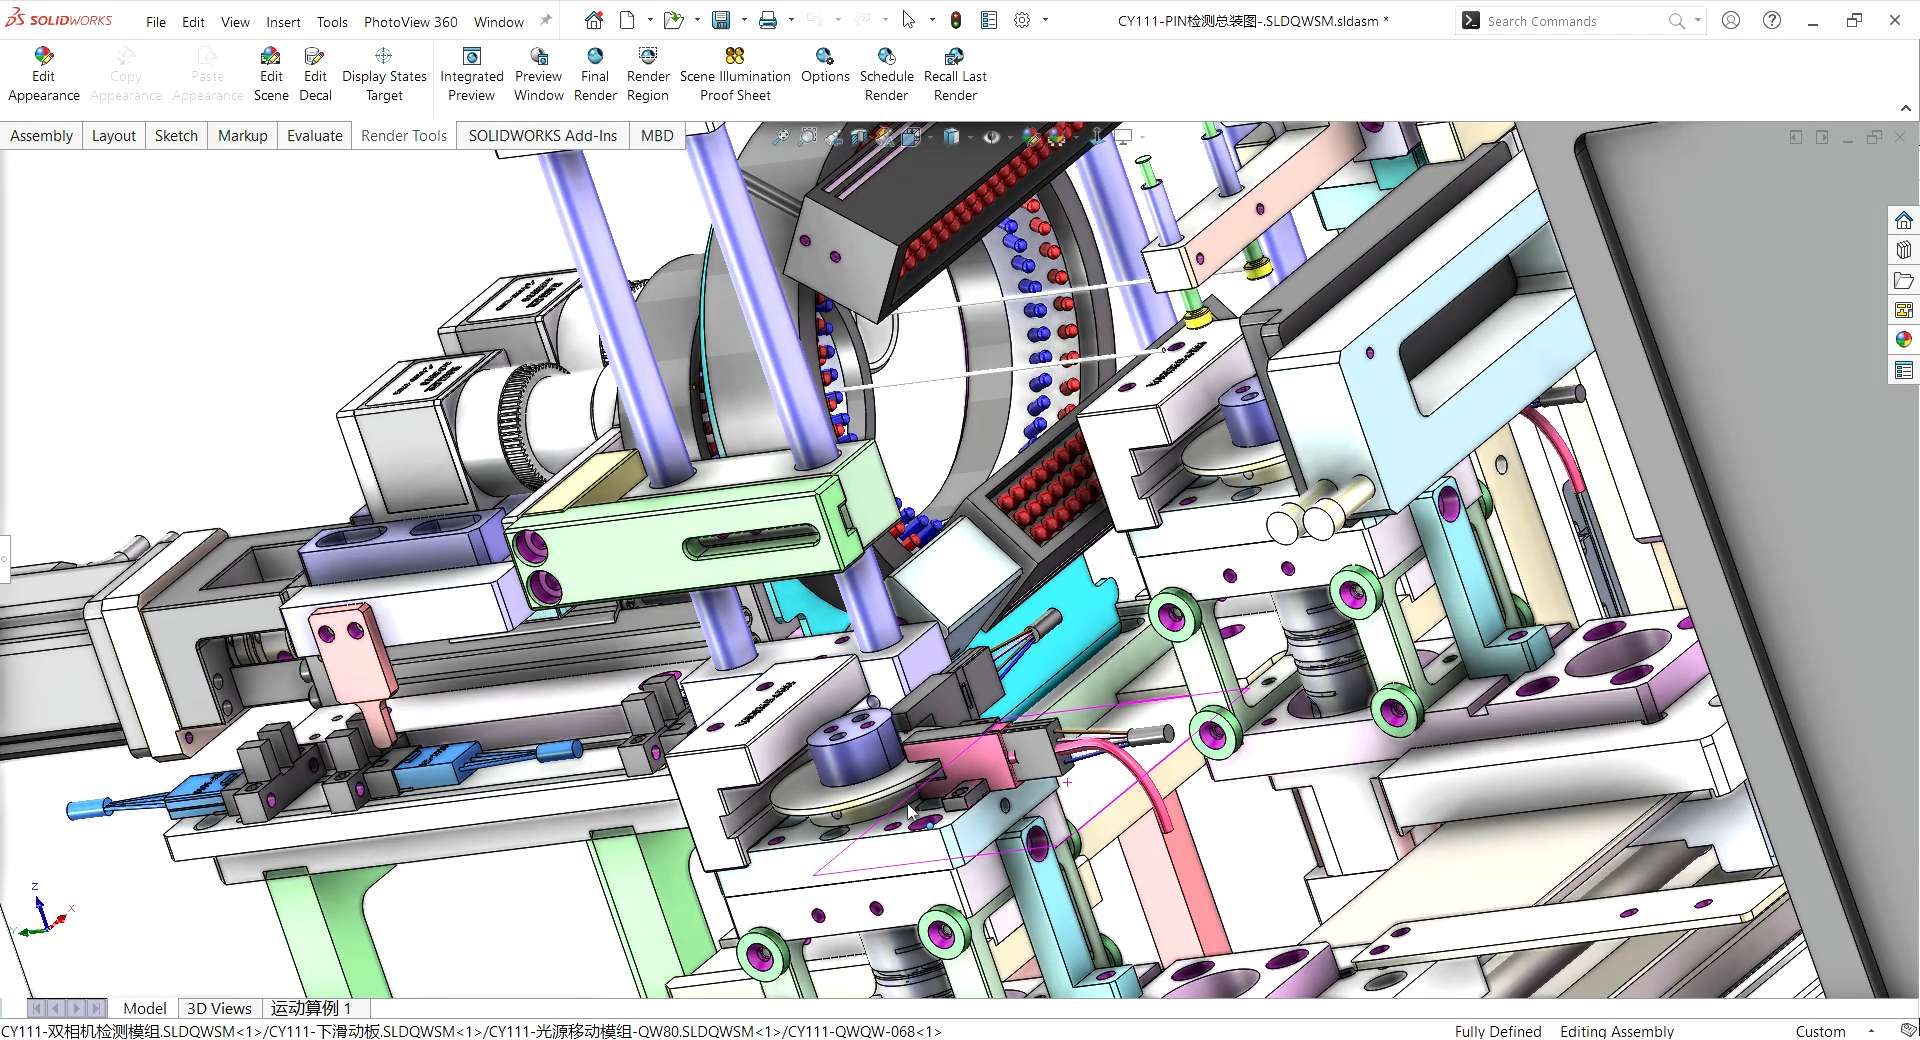 SOLIDWORKS File Edit View Insert Tools PhotoView 360 Window CY111-PIN检测总装图-.SLDQWSM.sldasm * Search Commands
Edit Appearance
Copy Appearance
Paste Appearance
Edit Scene
Edit Decal
Display States Target
Integrated Preview
Preview Window
Final Render
Render Region
Scene Illumination Proof Sheet
Options
Schedule Render
Recall Last Render
Assembly Layout Sketch Markup Evaluate Render Tools SOLIDWORKS Add-Ins MBD
Z
X
Y
Model 3D Views 运动算例 1
CY111-双相机检测模组.SLDQWSM<1>/CY111-下滑动板.SLDQWSM<1>/CY111-光源移动模组-QW80.SLDQWSM<1>/CY111-QWQW-068<1> Fully Defined Editing Assembly Custom